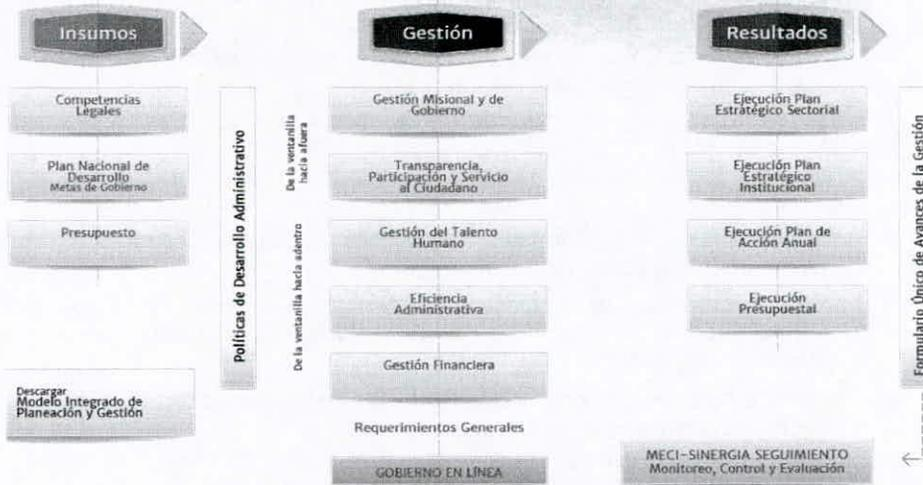 Insumos
Competencias
Legales
Plan Nacional de
Desarrollo
Metas de Gobierno
Presupuesto
Descargar
Modelo Integrado de
Planeación y Gestión
Políticas de Desarrollo Administrativo
De la ventanilla
hacia afuera
De la ventanilla hacia adentro
Gestión
Gestión Misional y de
Gobierno
Transparencia,
Participación y Servicio
al Ciudadano
Gestión del Talento
Humano
Eficiencia
Administrativa
Gestión Financiera
Requerimientos Generales
GOBIERNO EN LÍNEA
Resultados
Ejecución Plan
Estratégico Sectorial
Ejecución Plan
Estratégico
Institucional
Ejecución Plan de
Acción Anual
Ejecución
Presupuestal
MECI-SINERGIA SEGUIMIENTO
Monitoreo, Control y Evaluación
Formulario Único de Avances de la Gestión